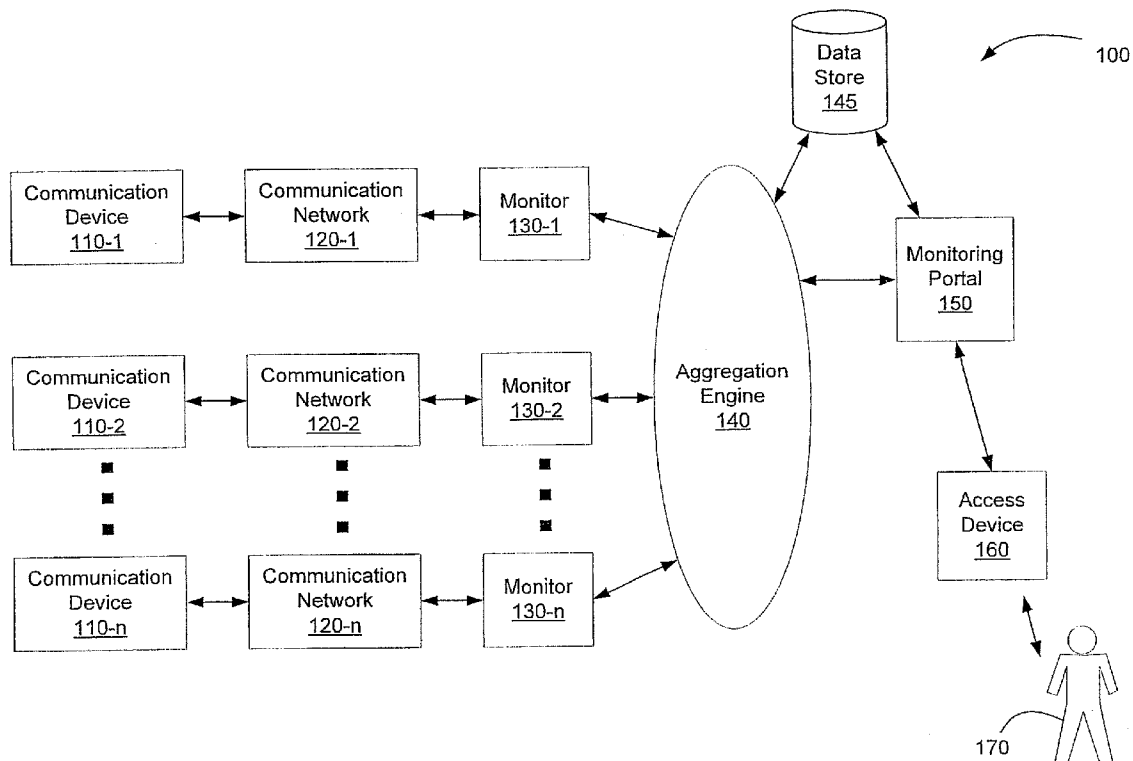 Data
Store
145
100
Communication
Device
110-1
Communication
Network
120-1
Monitor
130-1
Monitoring
Portal
150
Communication
Device
110-2
Communication
Network
120-2
Monitor
130-2
Aggregation
Engine
140
Access
Device
160
Communication
Device
110-n
Communication
Network
120-n
Monitor
130-n
170